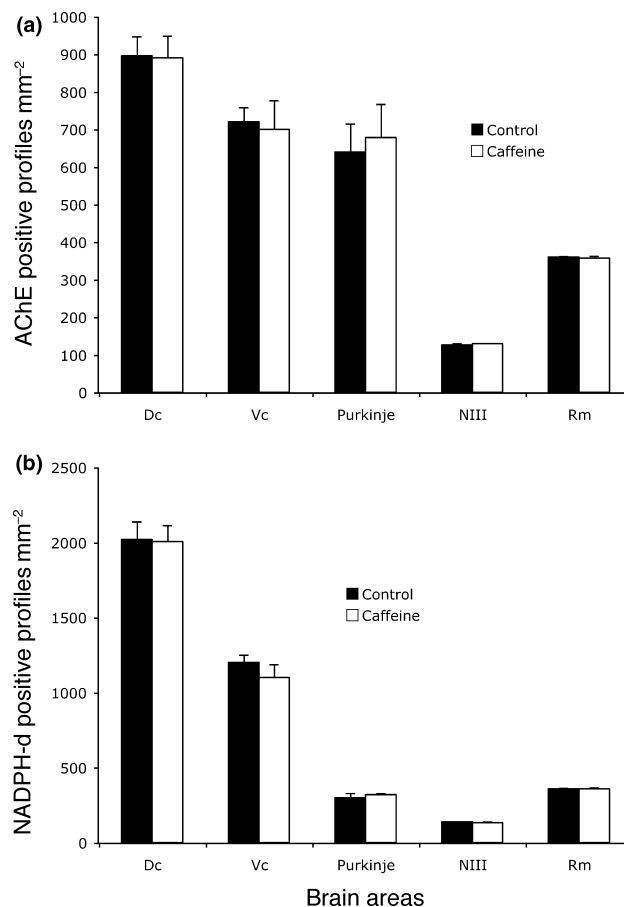 (a)
AChE positive profiles mm⁻²
1000
900
800
700
600
500
400
300
200
100
0
Control
Caffeine
Dc Vc Purkinje NIII Rm
(b)
NADPH-d positive profiles mm⁻²
2500
2000
1500
1000
500
0
Control
Caffeine
Dc Vc Purkinje NIII Rm
Brain areas